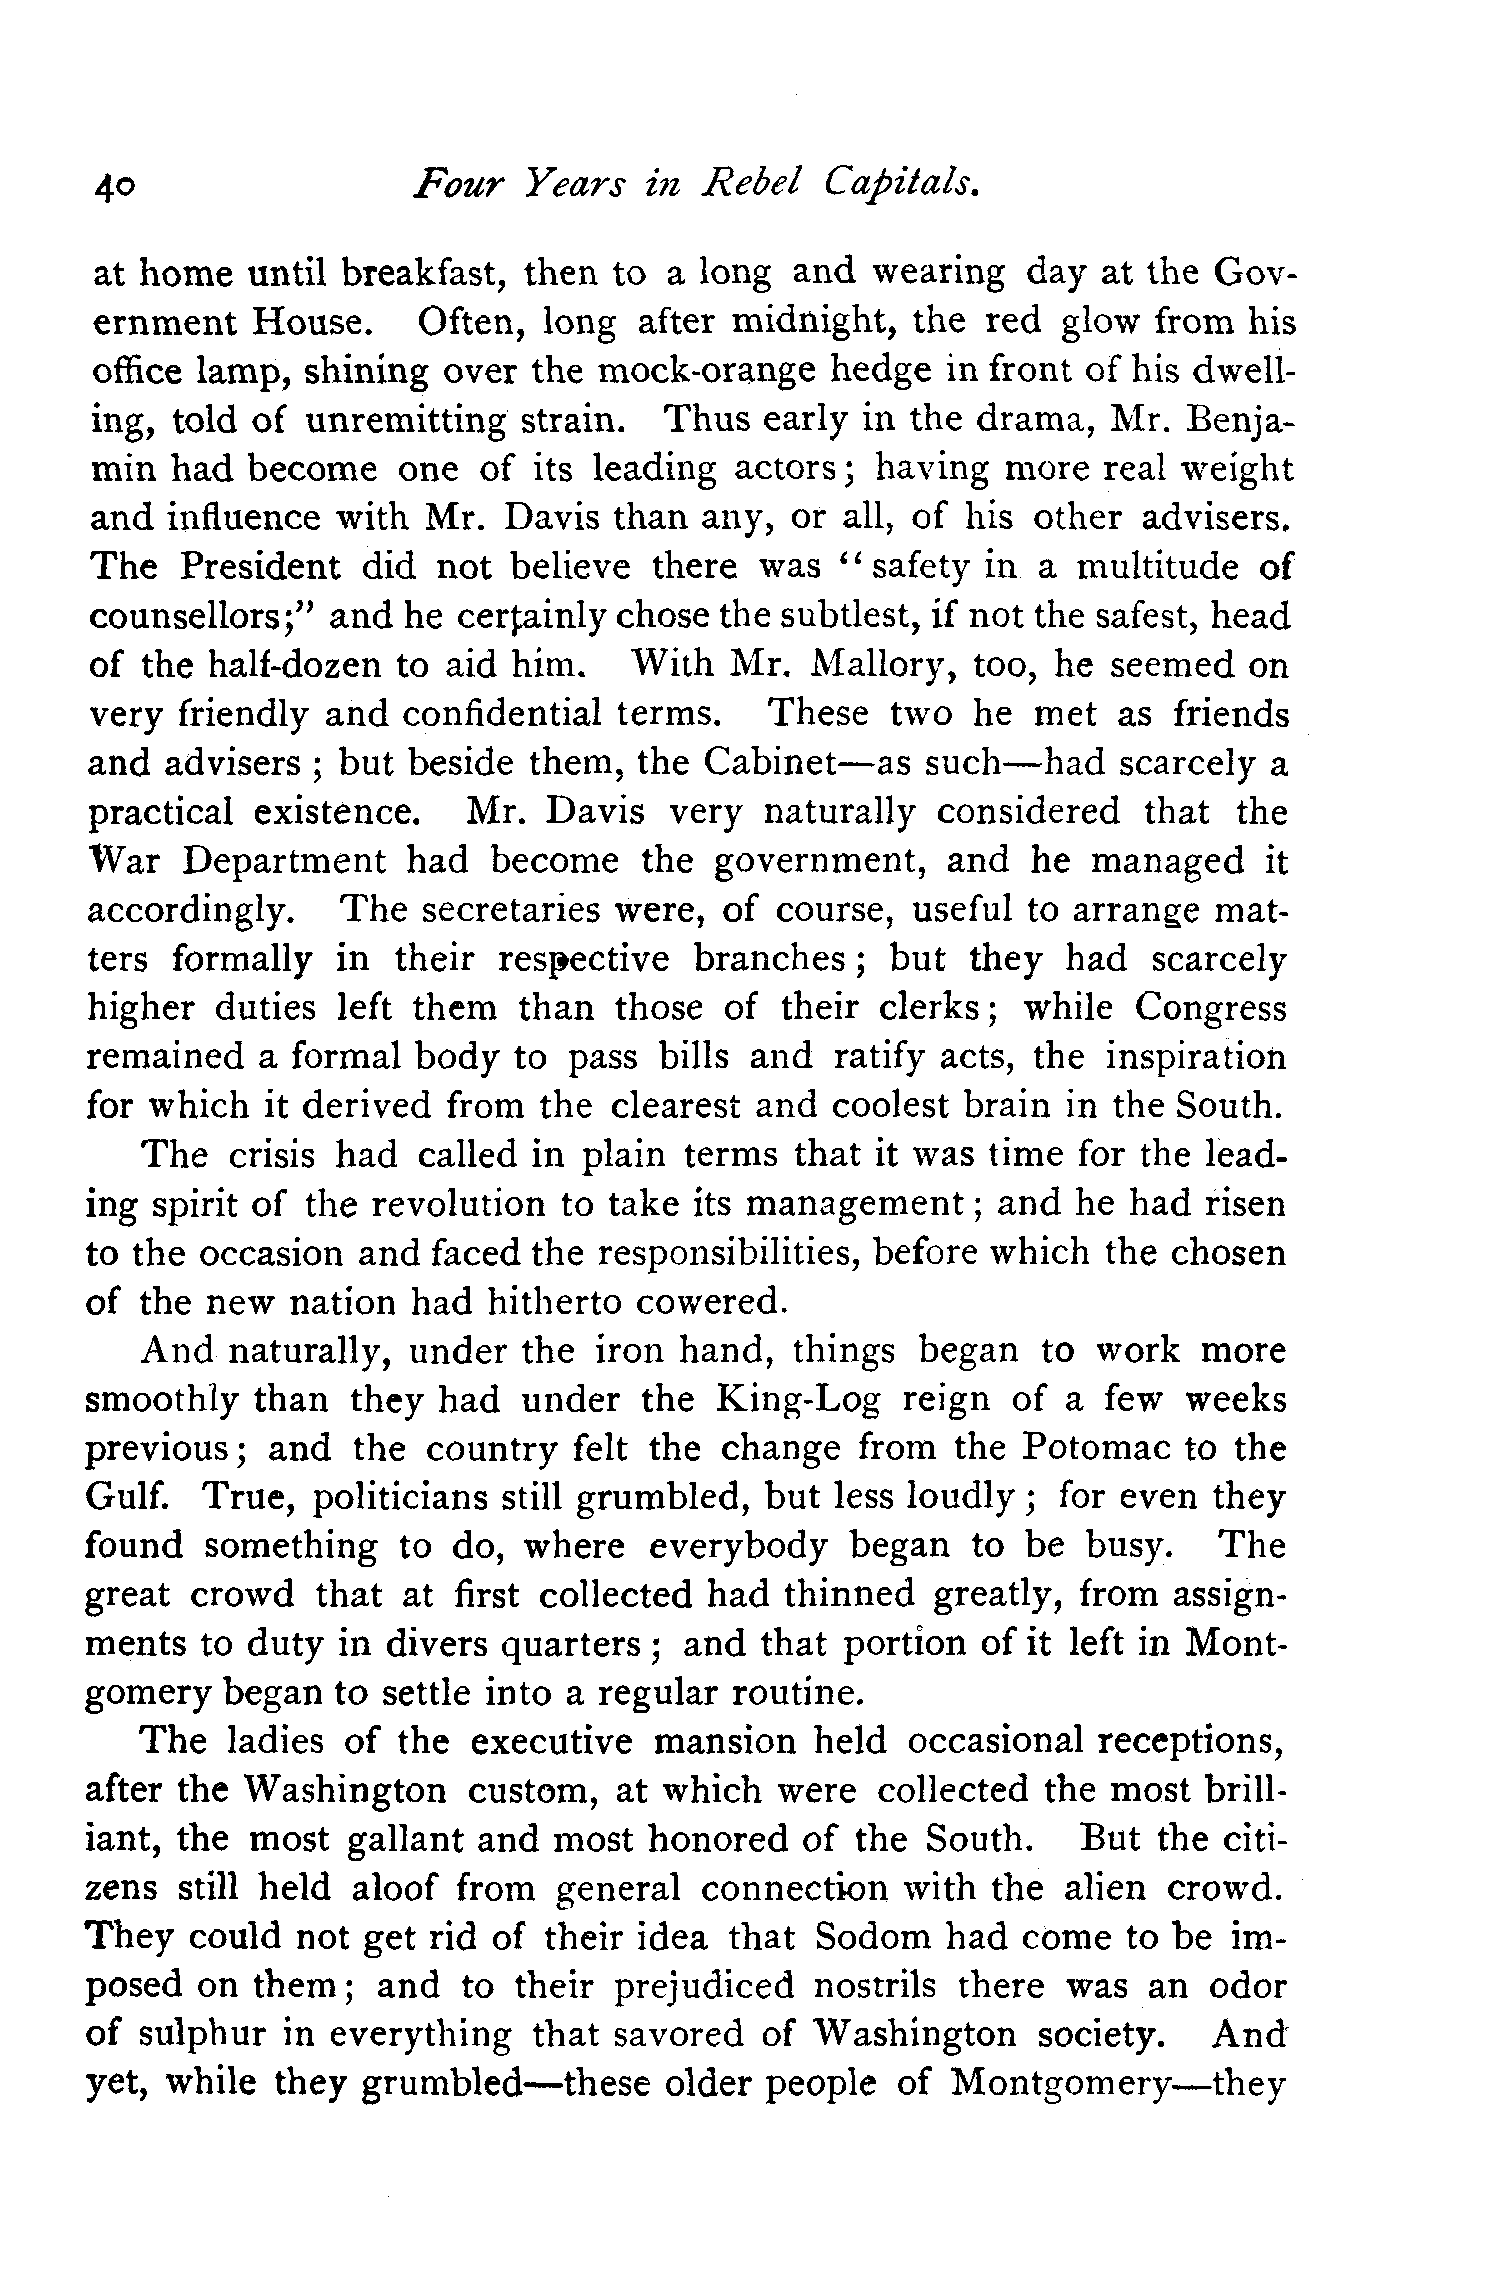 40 Four Years in Rebel Capitals.
at home until breakfast, then to a long and wearing day at the Gov-
ernment House. Often, long after midnight, the red glow from his
office lamp, shining over the mock-orange hedge in front of his dwell-
ing, told of unremitting strain. Thus early in the drama, Mr. Benja-
min had become one of its leading actors; having more real weight
and influence with Mr. Davis than any, or all, of his other advisers.
The President did not believe there was "safety in a multitude of
counsellors;" and he certainly chose the subtlest, if not the safest, head
of the half-dozen to aid him. With Mr. Mallory, too, he seemed on
very friendly and confidential terms. These two he met as friends
and advisers; but beside them, the Cabinet—as such—had scarcely a
practical existence. Mr. Davis very naturally considered that the
War Department had become the government, and he managed it
accordingly. The secretaries were, of course, useful to arrange mat-
ters formally in their respective branches; but they had scarcely
higher duties left them than those of their clerks; while Congress
remained a formal body to pass bills and ratify acts, the inspiration
for which it derived from the clearest and coolest brain in the South.
The crisis had called in plain terms that it was time for the lead-
ing spirit of the revolution to take its management; and he had risen
to the occasion and faced the responsibilities, before which the chosen
of the new nation had hitherto cowered.
And naturally, under the iron hand, things began to work more
smoothly than they had under the King-Log reign of a few weeks
previous; and the country felt the change from the Potomac to the
Gulf. True, politicians still grumbled, but less loudly; for even they
found something to do, where everybody began to be busy. The
great crowd that at first collected had thinned greatly, from assign-
ments to duty in divers quarters; and that portion of it left in Mont-
gomery began to settle into a regular routine.
The ladies of the executive mansion held occasional receptions,
after the Washington custom, at which were collected the most brill-
iant, the most gallant and most honored of the South. But the citi-
zens still held aloof from general connection with the alien crowd.
They could not get rid of their idea that Sodom had come to be im-
posed on them; and to their prejudiced nostrils there was an odor
of sulphur in everything that savored of Washington society. And
yet, while they grumbled—these older people of Montgomery—they